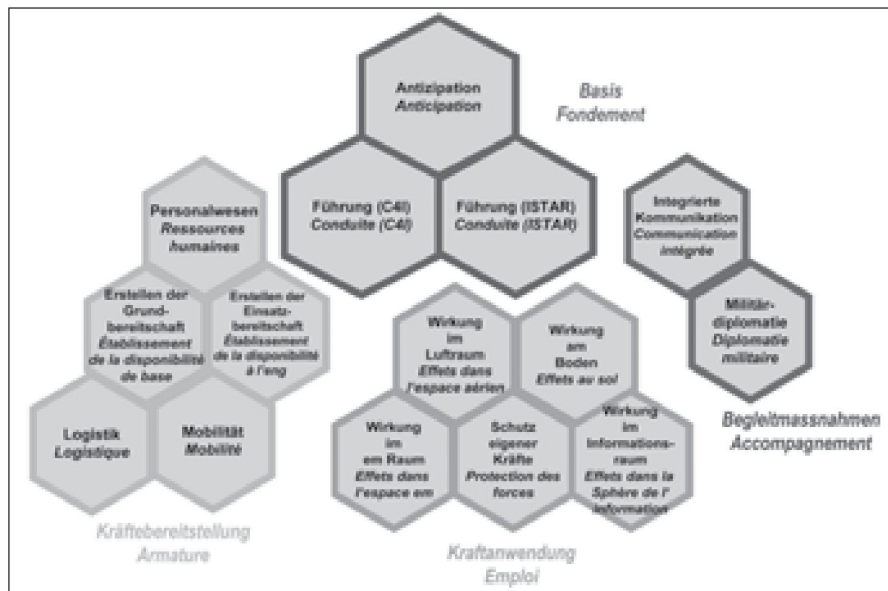 Antizipation
Anticipation
Basis
Fondement
Führung (C4I)
Conduite (C4I)
Führung (ISTAR)
Conduite (ISTAR)
Personalwesen
Ressources
humaines
Erstellen der
Grund-
bereitschaft
Établissement
de la disponibilité
de base
Erstellen der
Einsatz-
bereitschaft
Établissement
de la disponibilité
à l'eng
Logistik
Logistique
Mobilität
Mobilité
Kräftebereitstellung
Armature
Wirkung
im
Luftraum
Effets dans
l'espace aérien
Wirkung
am
Boden
Effets au sol
Wirkung
im
em Raum
Effets dans
l'espace em
Schutz
eigener
Kräfte
Protection des
forces
Wirkung
im
Informations-
raum
Effets dans la
Sphère de l'
information
Kraftanwendung
Emploi
Integrierte
Kommunikation
Communication
intégrée
Militär-
diplomatie
Diplomatie
militaire
Begleitmassnahmen
Accompagnement